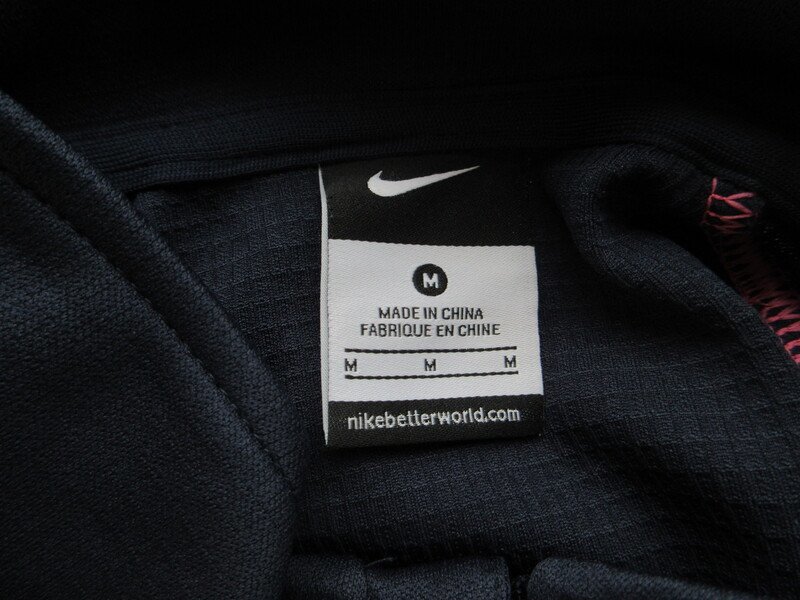 M
MADE IN CHINA
FABRIQUE EN CHINE
M M M
nikebetterworld.com